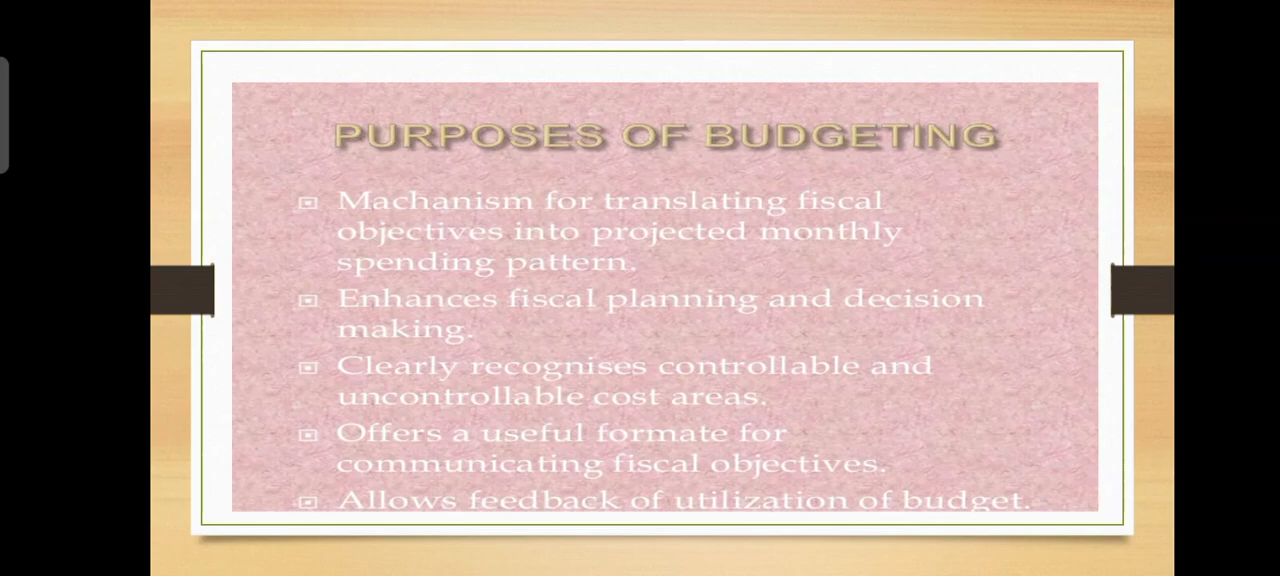 PURPOSES OF BUDGETING
Machanism for translating fiscal
objectives into projected monthly
spending pattern.
Enhances fiscal planning and decision
making.
Clearly recognises controllable and
uncontrollable cost areas.
Offers a useful formate for
communicating fiscal objectives.
Allows feedback of utilization of budget.